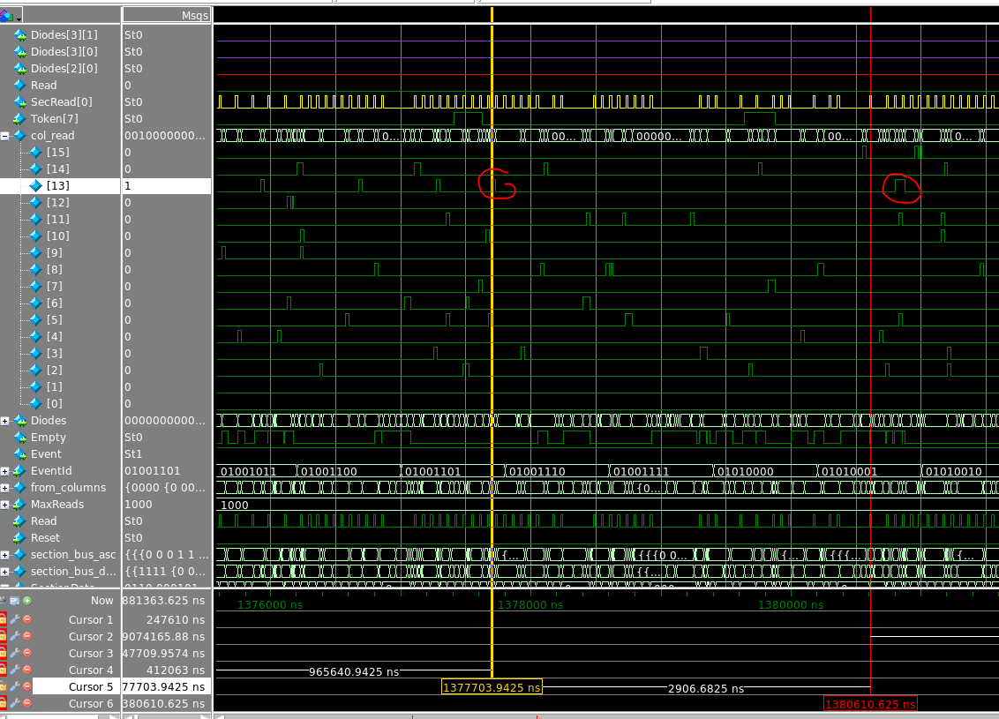 Msgs
Diodes[3][1] St0
Diodes[3][0] St0
Diodes[2][0] St0
Read 0
SecRead[0] St0
Token[7] St0
col_read 0010000000... 0... 00... 00000... 00... 0...
[15] 0
[14] 0
[13] 1
[12] 0
[11] 0
[10] 0
[9] 0
[8] 0
[7] 0
[6] 0
[5] 0
[4] 0
[3] 0
[2] 0
[1] 0
[0] 0
Diodes 0000000000...
Empty St0
Event St1
EventId 01001101 01001011 01001100 01001101 01001110 01001111 01010000 01010001 01010010
from_columns {0000 {0 00... {0...
MaxReads 1000 1000
Read St0
Reset St0
section_bus_asc {{{0 0 0 1 1 ... {... {{{0 0... {... {{{... {...
section_bus_d... {{1111 {0 0... {{...
Now 881363.625 ns 1376000 ns 1378000 ns 1380000 ns
Cursor 1 247610 ns
Cursor 2 9074165.88 ns
Cursor 3 47709.9574 ns
Cursor 4 412063 ns 965640.9425 ns
Cursor 5 77703.9425 ns 1377703.9425 ns 2906.6825 ns
Cursor 6 380610.625 ns 1380610.625 ns